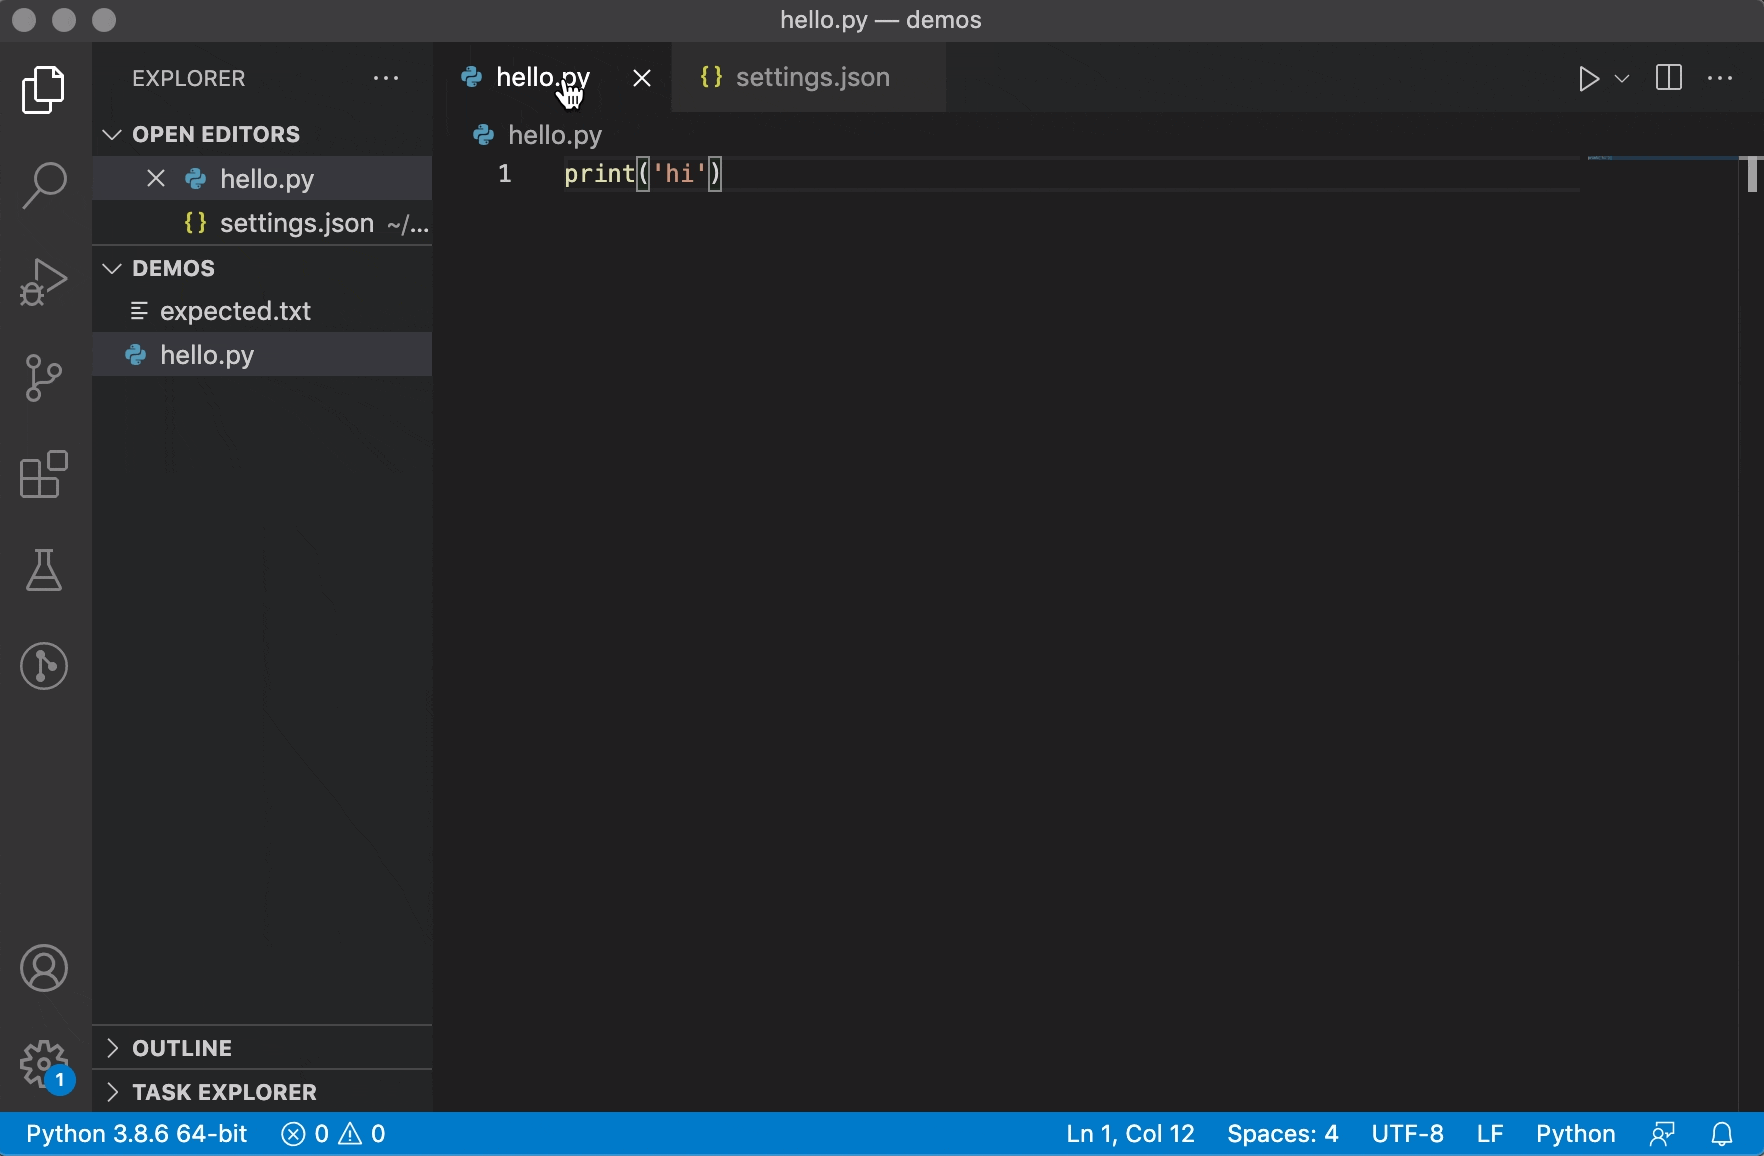 hello.py — demos
EXPLORER
hello.py
settings.json
OPEN EDITORS
hello.py
settings.json ~/...
DEMOS
expected.txt
hello.py
OUTLINE
TASK EXPLORER
hello.py
1 print('hi')
1
Python 3.8.6 64-bit 0 0 Ln 1, Col 12 Spaces: 4 UTF-8 LF Python